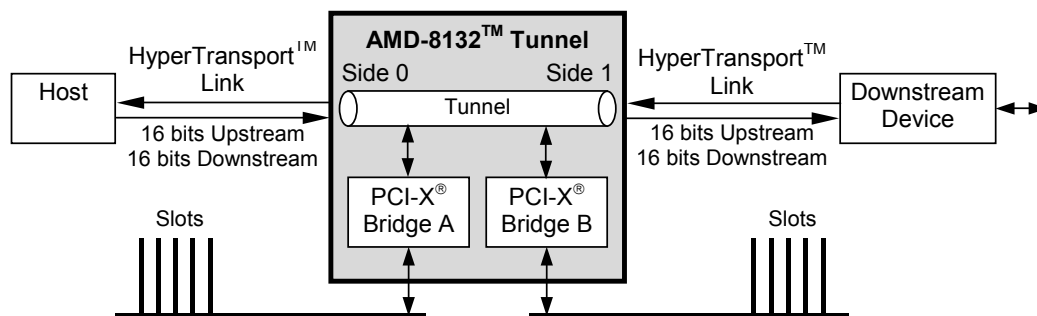 AMD-8132™ Tunnel
HyperTransport™
Link
Side 0
Side 1
HyperTransport™
Link
Host
Tunnel
Downstream
Device
16 bits Upstream
16 bits Downstream
16 bits Upstream
16 bits Downstream
PCI-X®
Bridge A
PCI-X®
Bridge B
Slots
Slots